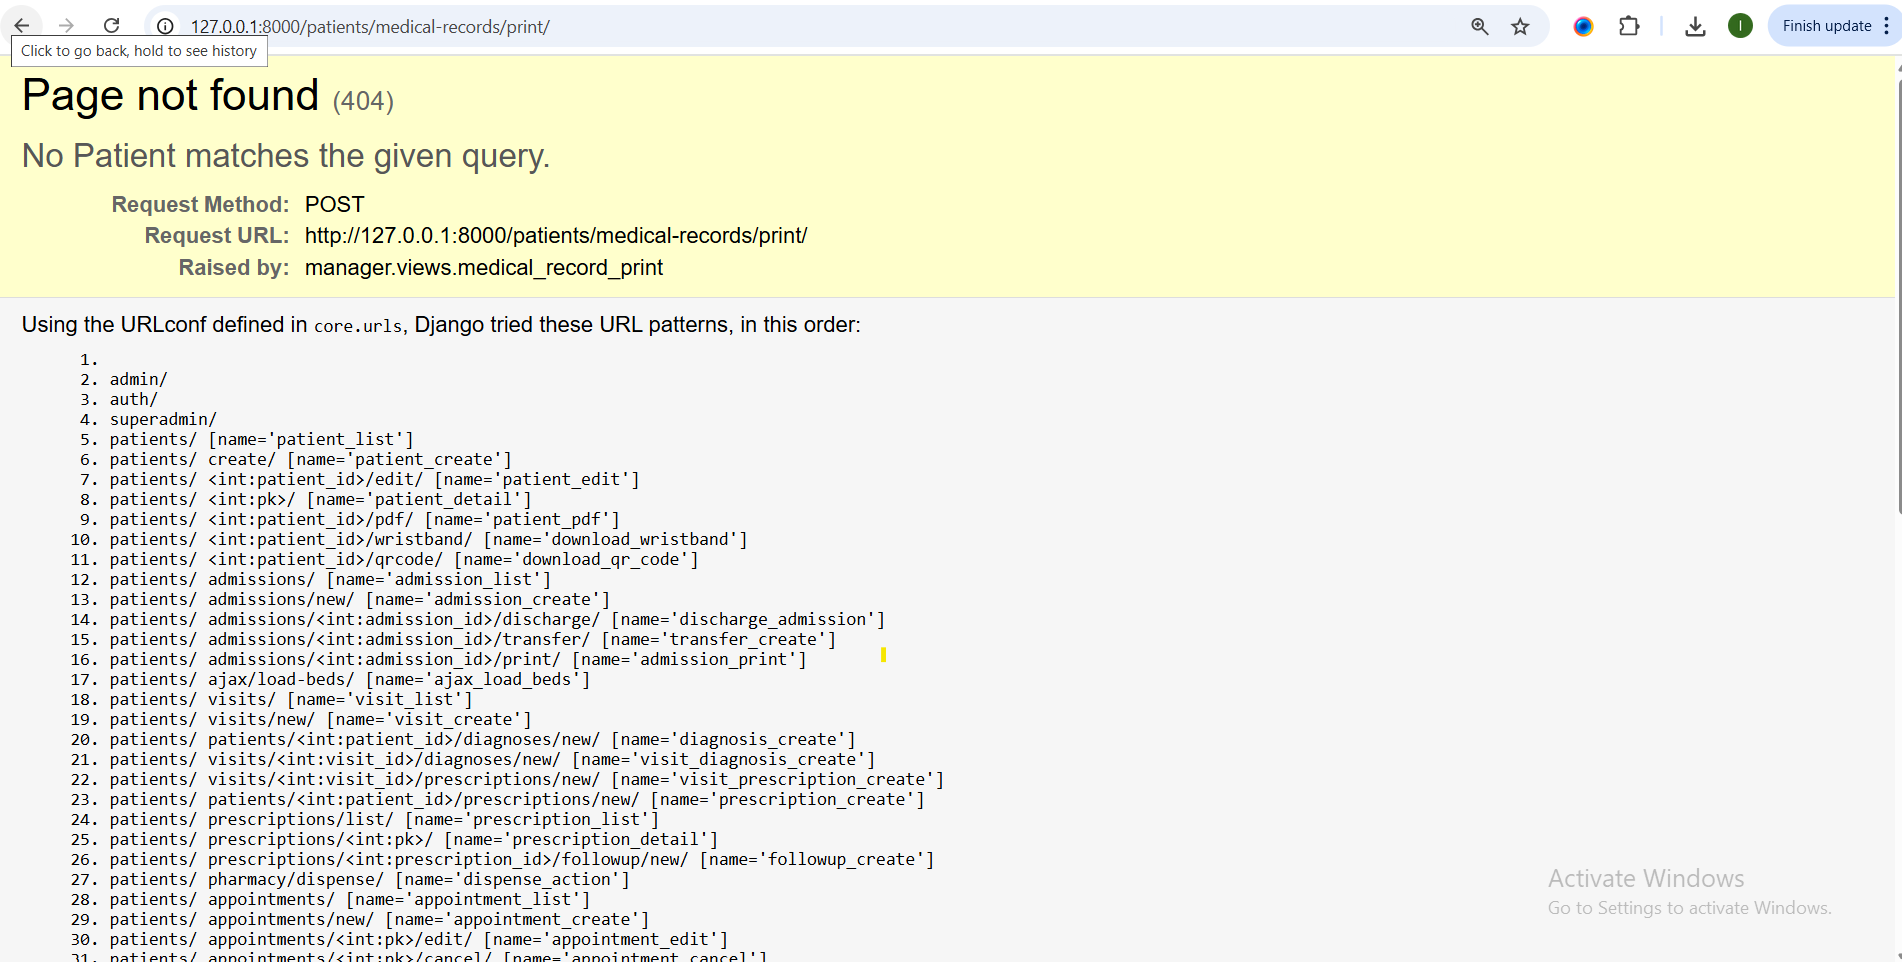 127.0.0.1:8000/patients/medical-records/print/
Finish update
Click to go back, hold to see history
Page not found (404)
No Patient matches the given query.
Request Method: POST
Request URL: http://127.0.0.1:8000/patients/medical-records/print/
Raised by: manager.views.medical_record_print
Using the URLconf defined in core.urls, Django tried these URL patterns, in this order:
1.
2. admin/
3. auth/
4. superadmin/
5. patients/ [name='patient_list']
6. patients/ create/ [name='patient_create']
7. patients/ <int:patient_id>/edit/ [name='patient_edit']
8. patients/ <int:pk>/ [name='patient_detail']
9. patients/ <int:patient_id>/pdf/ [name='patient_pdf']
10. patients/ <int:patient_id>/wristband/ [name='download_wristband']
11. patients/ <int:patient_id>/qrcode/ [name='download_qr_code']
12. patients/ admissions/ [name='admission_list']
13. patients/ admissions/new/ [name='admission_create']
14. patients/ admissions/<int:admission_id>/discharge/ [name='discharge_admission']
15. patients/ admissions/<int:admission_id>/transfer/ [name='transfer_create']
16. patients/ admissions/<int:admission_id>/print/ [name='admission_print']
17. patients/ ajax/load-beds/ [name='ajax_load_beds']
18. patients/ visits/ [name='visit_list']
19. patients/ visits/new/ [name='visit_create']
20. patients/ patients/<int:patient_id>/diagnoses/new/ [name='diagnosis_create']
21. patients/ visits/<int:visit_id>/diagnoses/new/ [name='visit_diagnosis_create']
22. patients/ visits/<int:visit_id>/prescriptions/new/ [name='visit_prescription_create']
23. patients/ patients/<int:patient_id>/prescriptions/new/ [name='prescription_create']
24. patients/ prescriptions/list/ [name='prescription_list']
25. patients/ prescriptions/<int:pk>/ [name='prescription_detail']
26. patients/ prescriptions/<int:prescription_id>/followup/new/ [name='followup_create']
27. patients/ pharmacy/dispense/ [name='dispense_action']
28. patients/ appointments/ [name='appointment_list']
29. patients/ appointments/new/ [name='appointment_create']
30. patients/ appointments/<int:pk>/edit/ [name='appointment_edit']
31. patients/ appointments/<int:pk>/cancel/ [name='appointment_cancel']
Activate Windows
Go to Settings to activate Windows.